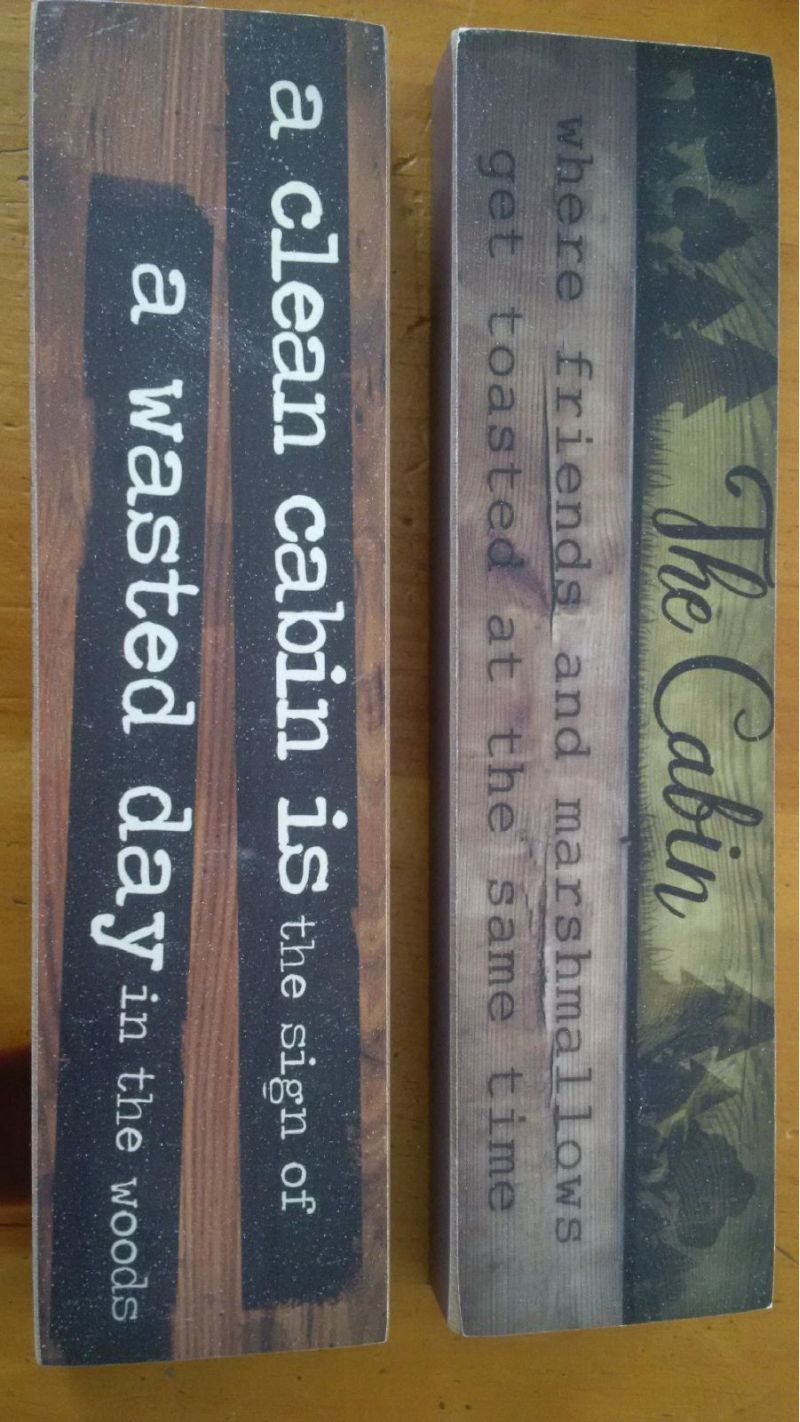 The Cabin
where friends and marshmallows
get toasted at the same time
a clean cabin is the sign of
a wasted day in the woods